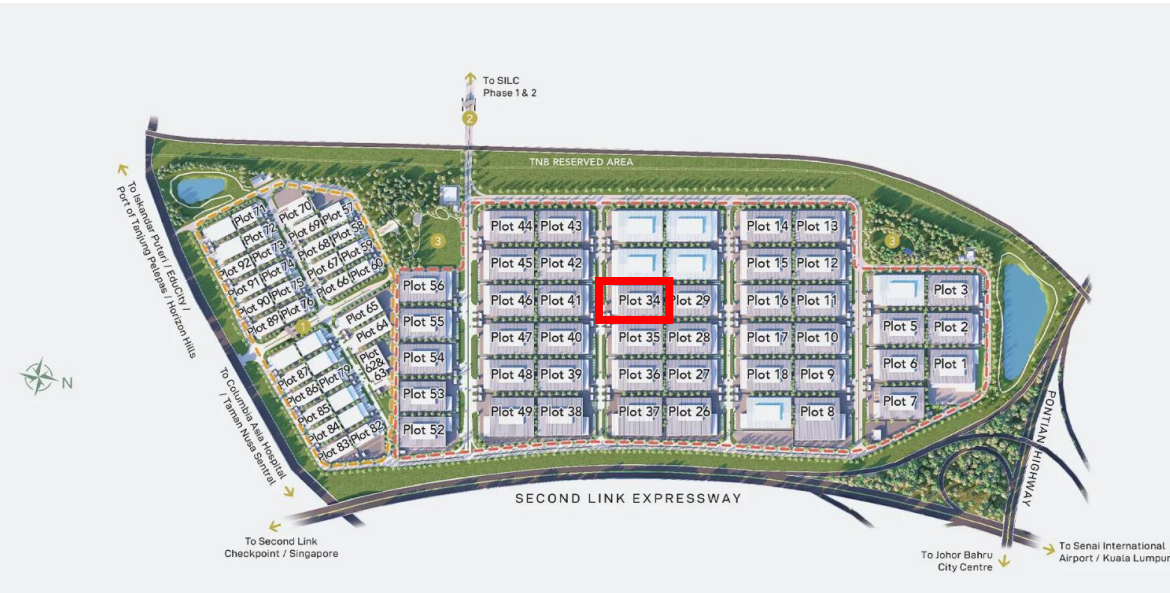 To SILC
Phase 1 & 2
2
TNB RESERVED AREA
To Iskandar Puteri / EduCity /
Port of Tanjung Pelepas / Horizon Hills
Plot 71
Plot 70
Plot 57
Plot 72
Plot 69
Plot 58
Plot 92
Plot 73
Plot 68
Plot 59
Plot 91
Plot 74
Plot 67
Plot 60
Plot 90
Plot 75
Plot 66
Plot 89
Plot 76
Plot 65
1
Plot 64
Plot
62&
63
Plot 87
Plot 79
Plot 86
Plot 85
Plot 84
Plot 83
Plot 82
3
Plot 56
Plot 55
Plot 54
Plot 53
Plot 52
Plot 44 Plot 43
Plot 45 Plot 42
Plot 46 Plot 41
Plot 47 Plot 40
Plot 48 Plot 39
Plot 49 Plot 38
Plot 34 Plot 29
Plot 35 Plot 28
Plot 36 Plot 27
Plot 37 Plot 26
Plot 14 Plot 13
Plot 15 Plot 12
Plot 16 Plot 11
Plot 17 Plot 10
Plot 18 Plot 9
Plot 8
3
Plot 3
Plot 5 Plot 2
Plot 6 Plot 1
Plot 7
N
To Columbia Asia Hospital
/ Taman Nusa Sentral
PONTIAN HIGHWAY
SECOND LINK EXPRESSWAY
To Second Link
Checkpoint / Singapore
To Johor Bahru
City Centre
To Senai International
Airport / Kuala Lumpur